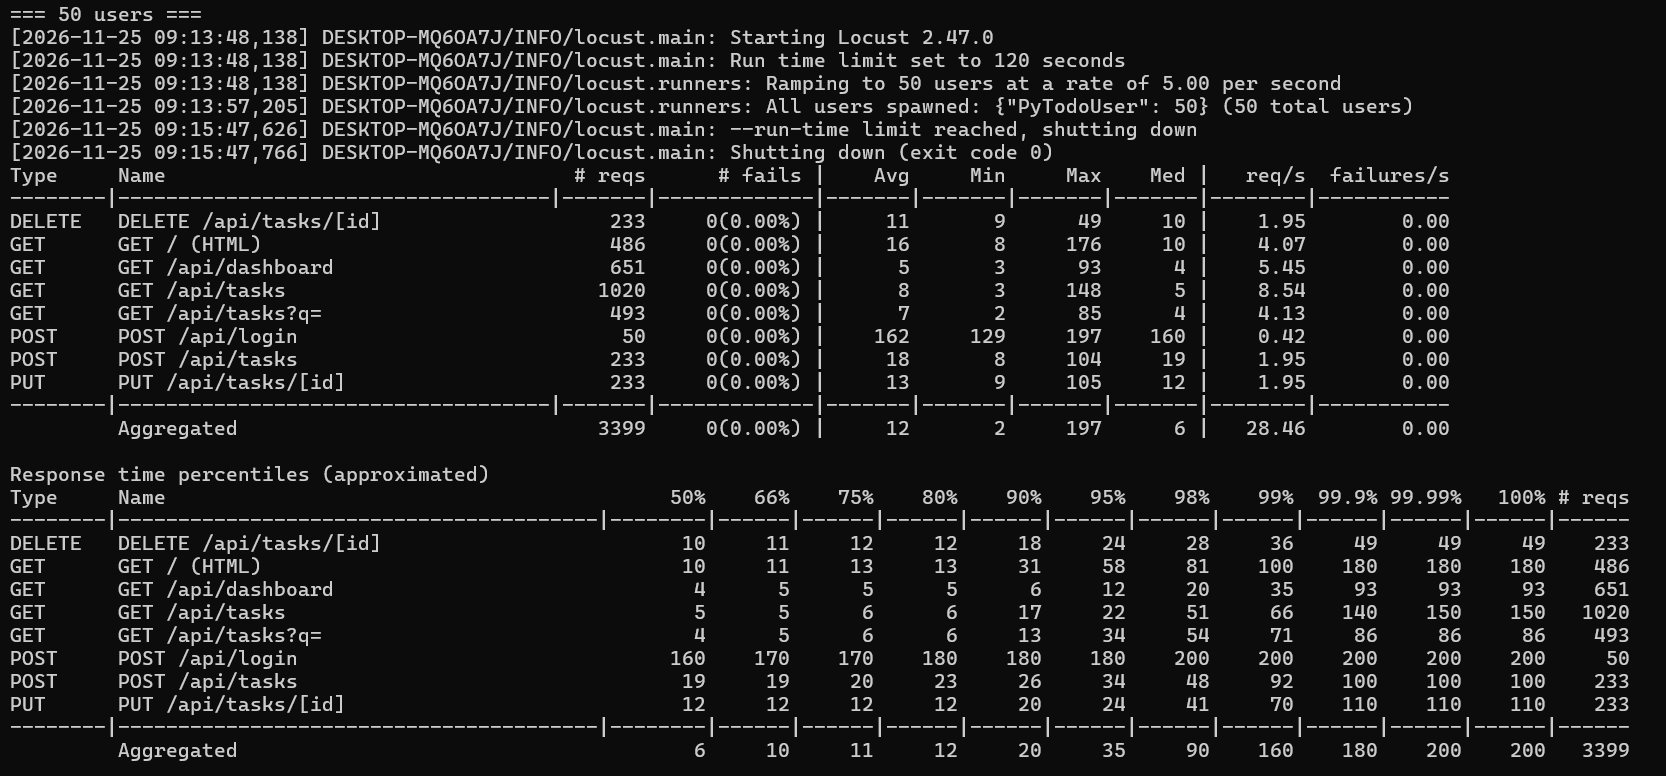 === 50 users ===
[2026-11-25 09:13:48,138] DESKTOP-MQ6OA7J/INFO/locust.main: Starting Locust 2.47.0
[2026-11-25 09:13:48,138] DESKTOP-MQ6OA7J/INFO/locust.main: Run time limit set to 120 seconds
[2026-11-25 09:13:48,138] DESKTOP-MQ6OA7J/INFO/locust.runners: Ramping to 50 users at a rate of 5.00 per second
[2026-11-25 09:13:57,205] DESKTOP-MQ6OA7J/INFO/locust.runners: All users spawned: {"PyTodoUser": 50} (50 total users)
[2026-11-25 09:15:47,626] DESKTOP-MQ6OA7J/INFO/locust.main: --run-time limit reached, shutting down
[2026-11-25 09:15:47,766] DESKTOP-MQ6OA7J/INFO/locust.main: Shutting down (exit code 0)
Type     Name                                  # reqs      # fails |    Avg     Min     Max    Med |   req/s  failures/s
--------|------------------------------------|-------|-------------|-------|-------|-------|-------|--------|-----------
DELETE   DELETE /api/tasks/[id]                   233     0(0.00%) |     11       9      49     10 |    1.95        0.00
GET      GET / (HTML)                             486     0(0.00%) |     16       8     176     10 |    4.07        0.00
GET      GET /api/dashboard                       651     0(0.00%) |      5       3      93      4 |    5.45        0.00
GET      GET /api/tasks                          1020     0(0.00%) |      8       3     148      5 |    8.54        0.00
GET      GET /api/tasks?q=                        493     0(0.00%) |      7       2      85      4 |    4.13        0.00
POST     POST /api/login                           50     0(0.00%) |    162     129     197    160 |    0.42        0.00
POST     POST /api/tasks                          233     0(0.00%) |     18       8     104     19 |    1.95        0.00
PUT      PUT /api/tasks/[id]                      233     0(0.00%) |     13       9     105     12 |    1.95        0.00
--------|------------------------------------|-------|-------------|-------|-------|-------|-------|--------|-----------
         Aggregated                              3399     0(0.00%) |     12       2     197      6 |   28.46        0.00
Response time percentiles (approximated)
Type     Name                                          50%    66%    75%    80%    90%    95%    98%    99%  99.9% 99.99%   100% # reqs
--------|----------------------------------------|--------|------|------|------|------|------|------|------|------|------|------|------
DELETE   DELETE /api/tasks/[id]                         10     11     12     12     18     24     28     36     49     49     49    233
GET      GET / (HTML)                                   10     11     13     13     31     58     81    100    180    180    180    486
GET      GET /api/dashboard                              4      5      5      5      6     12     20     35     93     93     93    651
GET      GET /api/tasks                                  5      5      6      6     17     22     51     66    140    150    150   1020
GET      GET /api/tasks?q=                               4      5      6      6     13     34     54     71     86     86     86    493
POST     POST /api/login                               160    170    170    180    180    180    200    200    200    200    200     50
POST     POST /api/tasks                                19     19     20     23     26     34     48     92    100    100    100    233
PUT      PUT /api/tasks/[id]                            12     12     12     12     20     24     41     70    110    110    110    233
--------|----------------------------------------|--------|------|------|------|------|------|------|------|------|------|------|------
         Aggregated                                      6     10     11     12     20     35     90    160    180    200    200   3399